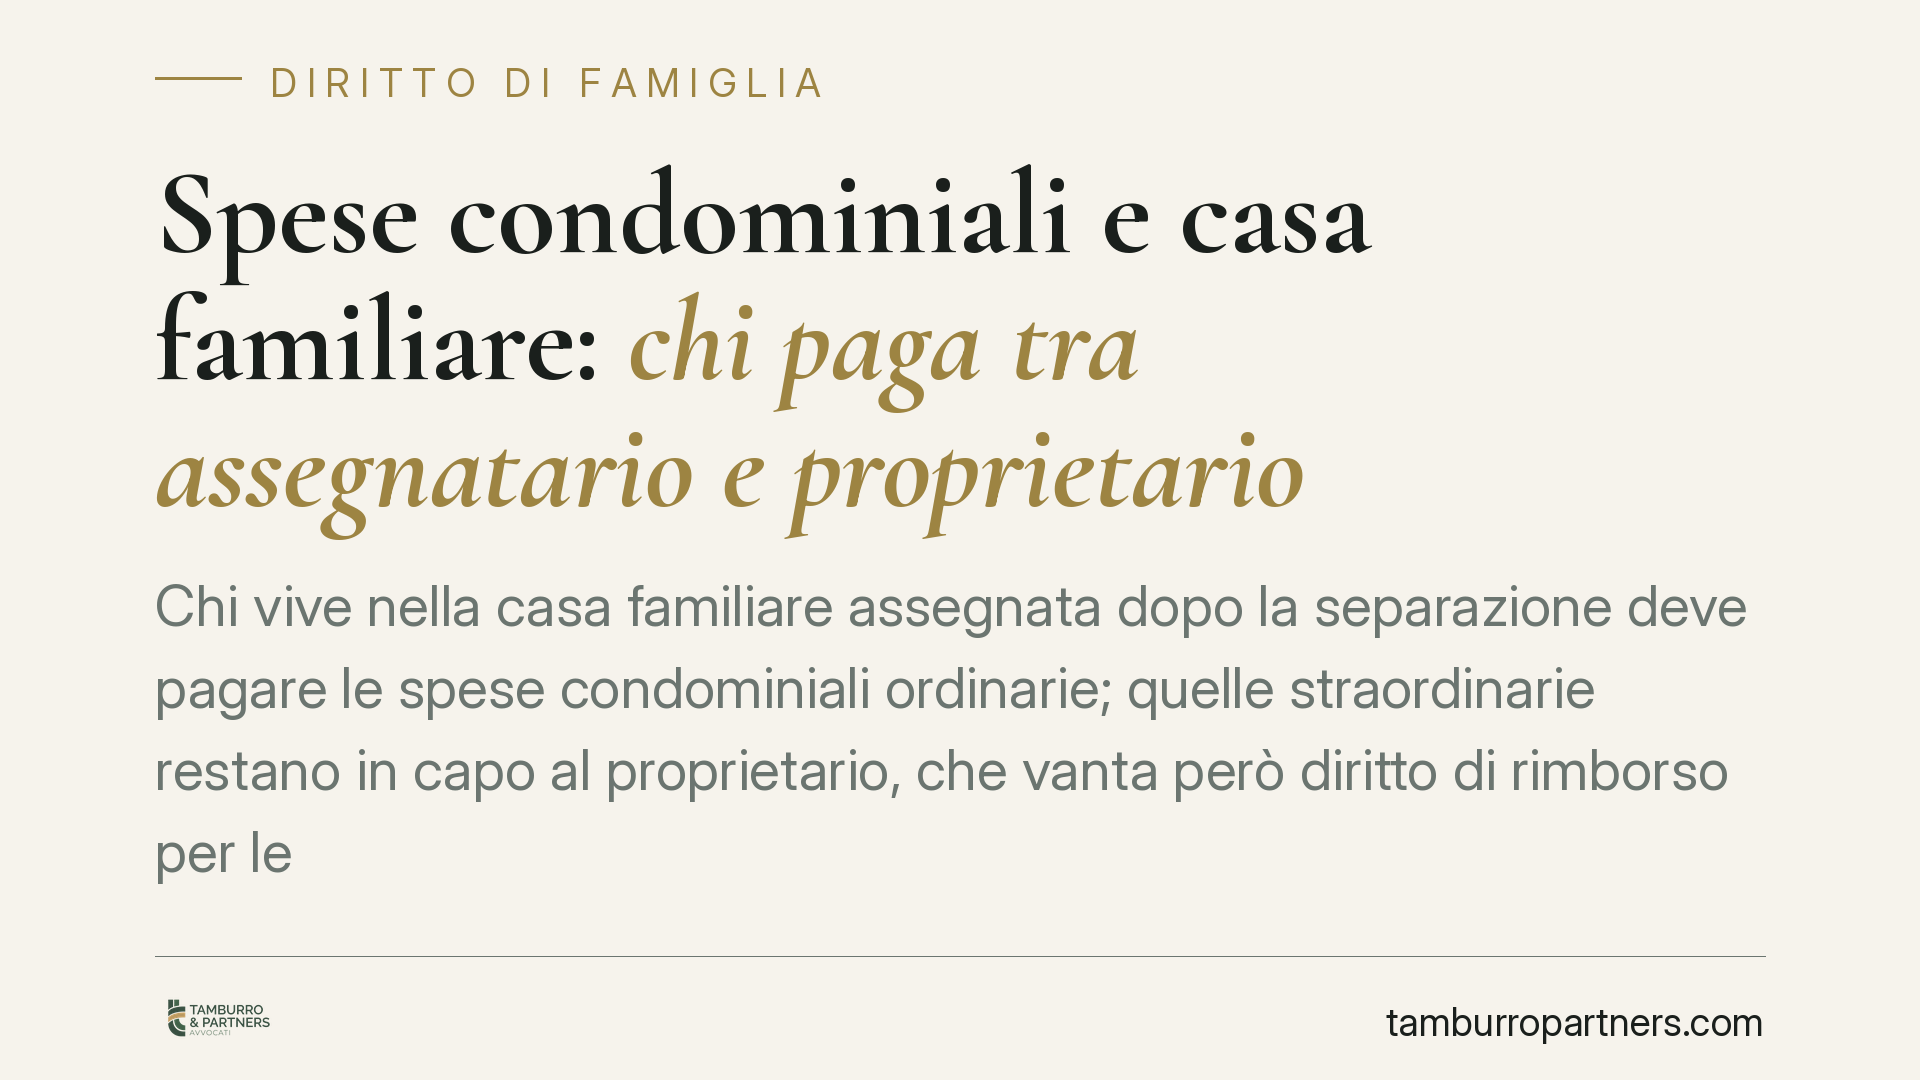 DIRITTO DI FAMIGLIA
Spese condominiali e casa
familiare: chi paga tra
assegnatario e proprietario
Chi vive nella casa familiare assegnata dopo la separazione deve
pagare le spese condominiali ordinarie; quelle straordinarie
restano in capo al proprietario, che vanta però diritto di rimborso
per le
TAMBURRO
& PARTNERS
AVVOCATI
tamburropartners.com